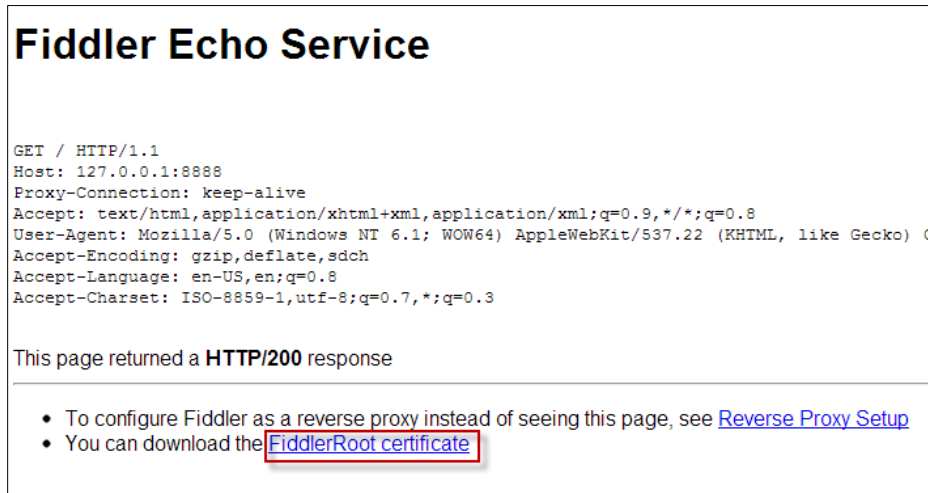 Fiddler Echo Service
GET / HTTP/1.1
Host: 127.0.0.1:8888
Proxy-Connection: keep-alive
Accept: text/html,application/xhtml+xml,application/xml;q=0.9,*/*;q=0.8
User-Agent: Mozilla/5.0 (Windows NT 6.1; WOW64) AppleWebKit/537.22 (KHTML, like Gecko)
Accept-Encoding: gzip,deflate,sdch
Accept-Language: en-US,en;q=0.8
Accept-Charset: ISO-8859-1,utf-8;q=0.7,*;q=0.3
This page returned a HTTP/200 response
• To configure Fiddler as a reverse proxy instead of seeing this page, see Reverse Proxy Setup
• You can download the FiddlerRoot certificate